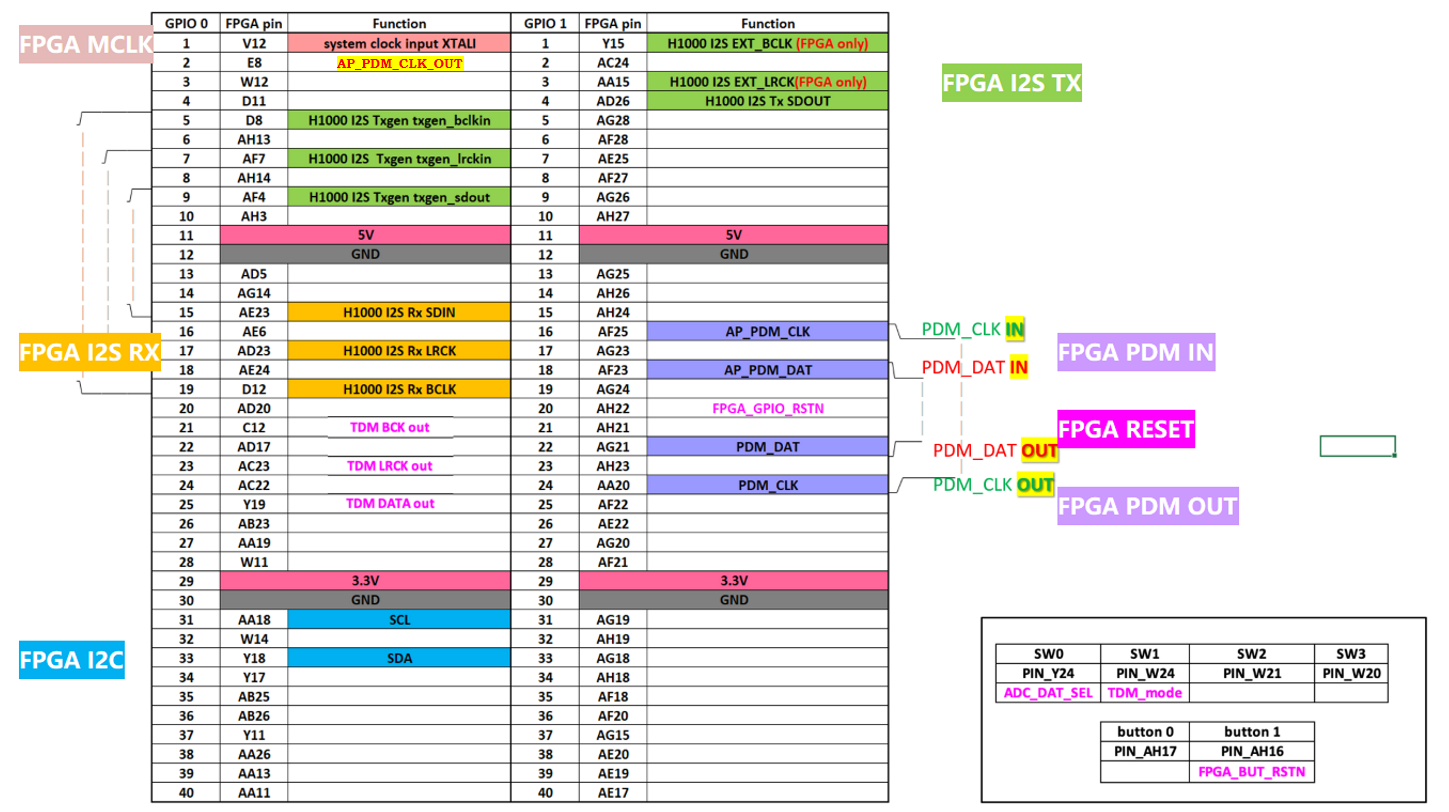 GPIO 0 FPGA pin Function GPIO 1 FPGA pin Function
FPGA MCLK
1 V12 system clock input XTALI 1 Y15 H1000 I2S EXT_BCLK (FPGA only)
2 E8 AP_PDM_CLK_OUT 2 AC24
3 W12 3 AA15 H1000 I2S EXT_LRCK(FPGA only)
FPGA I2S TX
4 D11 4 AD26 H1000 I2S Tx SDOUT
5 D8 H1000 I2S Txgen txgen_bclkin 5 AG28
6 AH13 6 AF28
7 AF7 H1000 I2S Txgen txgen_lrckin 7 AE25
8 AH14 8 AF27
9 AF4 H1000 I2S Txgen txgen_sdout 9 AG26
10 AH3 10 AH27
11 5V 11 5V
12 GND 12 GND
13 AD5 13 AG25
14 AG14 14 AH26
15 AE23 H1000 I2S Rx SDIN 15 AH24
16 AE6 16 AF25 AP_PDM_CLK PDM_CLK IN
FPGA I2S RX
17 AD23 H1000 I2S Rx LRCK 17 AG23
FPGA PDM IN
18 AE24 18 AF23 AP_PDM_DAT PDM_DAT IN
19 D12 H1000 I2S Rx BCLK 19 AG24
20 AD20 20 AH22 FPGA_GPIO_RSTN
21 C12 TDM BCK out 21 AH21
FPGA RESET
22 AD17 22 AG21 PDM_DAT PDM_DAT OUT
23 AC23 TDM LRCK out 23 AH23
24 AC22 24 AA20 PDM_CLK PDM_CLK OUT
25 Y19 TDM DATA out 25 AF22
FPGA PDM OUT
26 AB23 26 AE22
27 AA19 27 AG20
28 W11 28 AF21
29 3.3V 29 3.3V
30 GND 30 GND
31 AA18 SCL 31 AG19
32 W14 32 AH19
FPGA I2C
33 Y18 SDA 33 AG18
34 Y17 34 AH18
35 AB25 35 AF18
36 AB26 36 AF20
37 Y11 37 AG15
38 AA26 38 AE20
39 AA13 39 AE19
40 AA11 40 AE17
SW0 SW1 SW2 SW3
PIN_Y24 PIN_W24 PIN_W21 PIN_W20
ADC_DAT_SEL TDM_mode
button 0 button 1
PIN_AH17 PIN_AH16
FPGA_BUT_RSTN